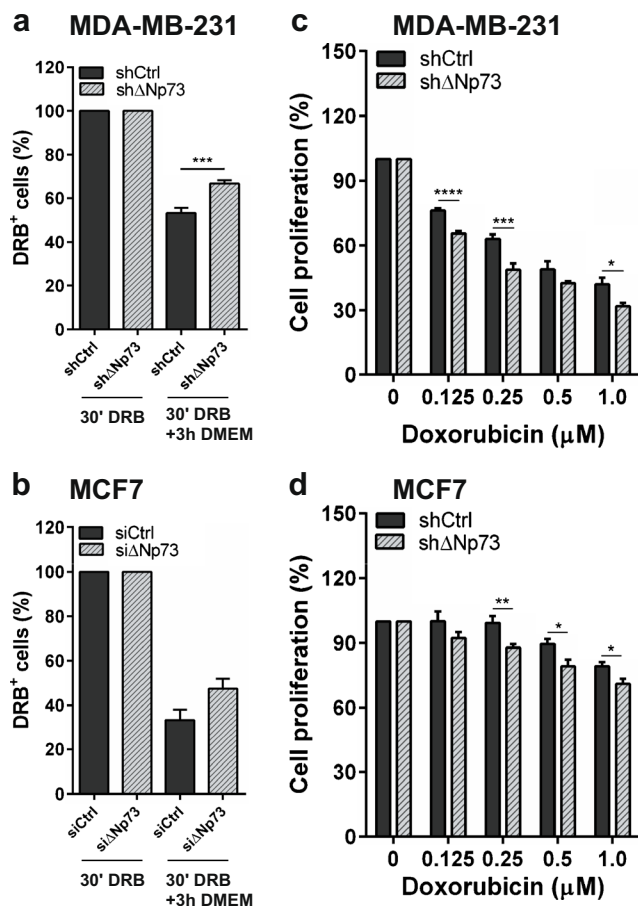 a MDA-MB-231
shCtrl
shΔNp73
DRB+ cells (%)
120
100
80
60
40
20
0
***
shCtrl
shΔNp73
shCtrl
shΔNp73
30' DRB
30' DRB
+3h DMEM
b MCF7
siCtrl
siΔNp73
DRB+ cells (%)
120
100
80
60
40
20
0
siCtrl
siΔNp73
siCtrl
siΔNp73
30' DRB
30' DRB
+3h DMEM
c MDA-MB-231
shCtrl
shΔNp73
Cell proliferation (%)
150
120
90
60
30
0
****
***
*
0 0.125 0.25 0.5 1.0
Doxorubicin (μM)
d MCF7
shCtrl
shΔNp73
Cell proliferation (%)
150
120
90
60
30
0
**
*
*
0 0.125 0.25 0.5 1.0
Doxorubicin (μM)